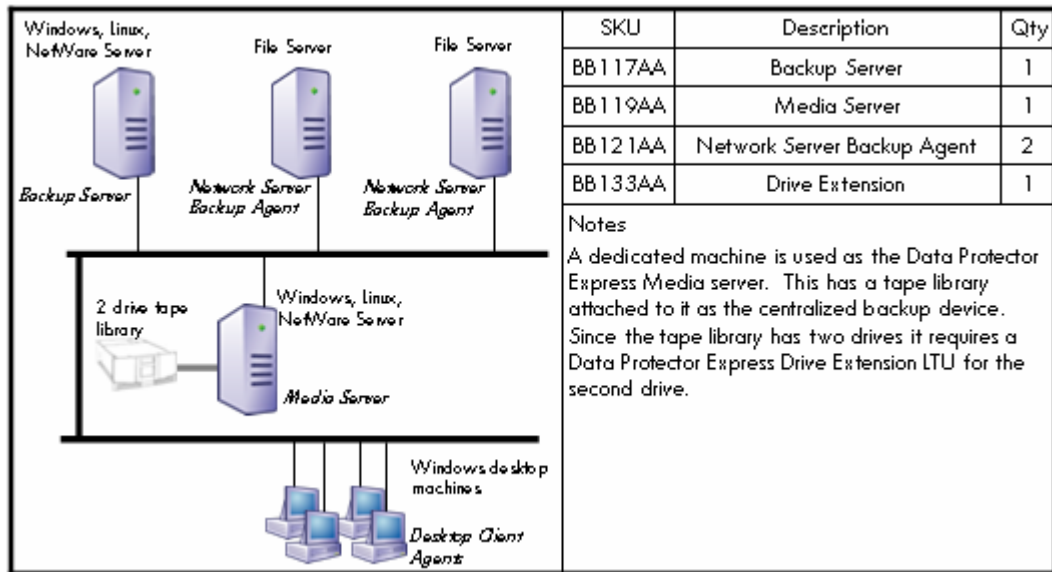 Windows, Linux,
NetWare Server
File Server
File Server
Backup Server
Network Server
Backup Agent
Network Server
Backup Agent
2 drive tape
library
Windows, Linux,
NetWare Server
Media Server
Windows desktop
machines
Desktop Client
Agents
SKU Description Qty
BB117AA Backup Server 1
BB119AA Media Server 1
BB121AA Network Server Backup Agent 2
BB133AA Drive Extension 1
Notes
A dedicated machine is used as the Data Protector
Express Media server. This has a tape library
attached to it as the centralized backup device.
Since the tape library has two drives it requires a
Data Protector Express Drive Extension LTU for the
second drive.